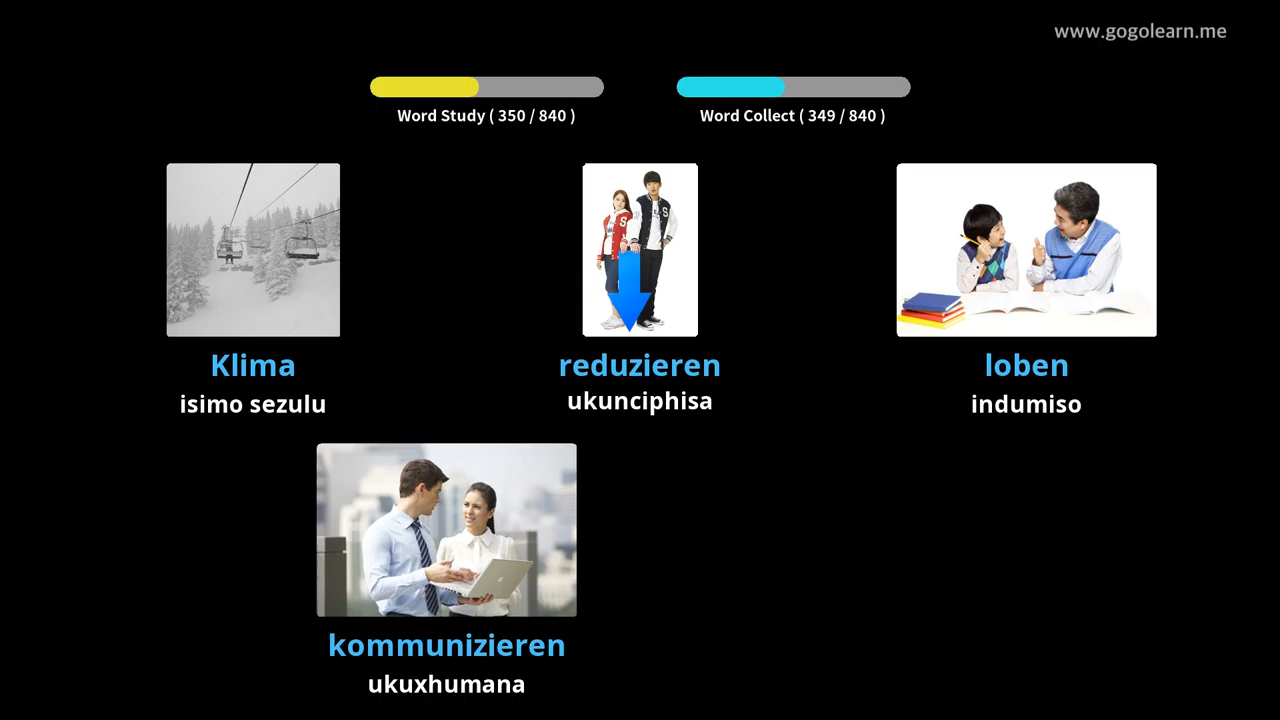 www.gogolearn.me
Word Study ( 350 / 840 )
Word Collect ( 349 / 840 )
Klima
isimo sezulu
reduzieren
ukunciphisa
loben
indumiso
kommunizieren
ukuxhumana